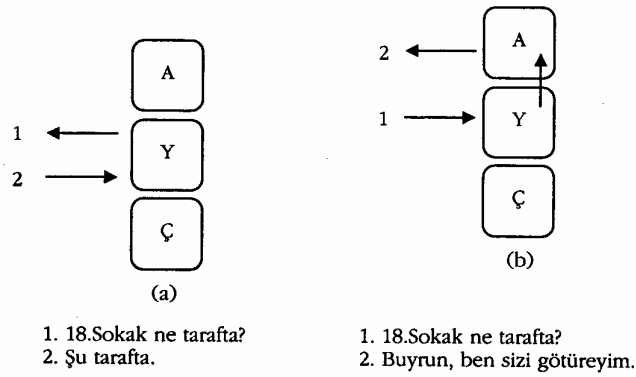 A
1
Y
2
Ç
(a)
1. 18.Sokak ne tarafta?
2. Şu tarafta.
2
A
1
Y
Ç
(b)
1. 18.Sokak ne tarafta?
2. Buyrun, ben sizi götüreyim.